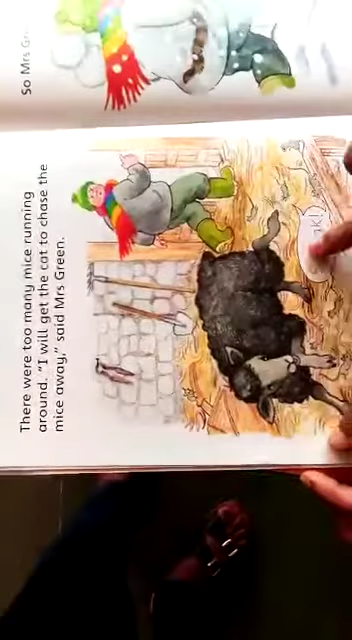 So Mrs Gr
There were too many mice running
around. "I will get the cat to chase the
mice away," said Mrs Green.